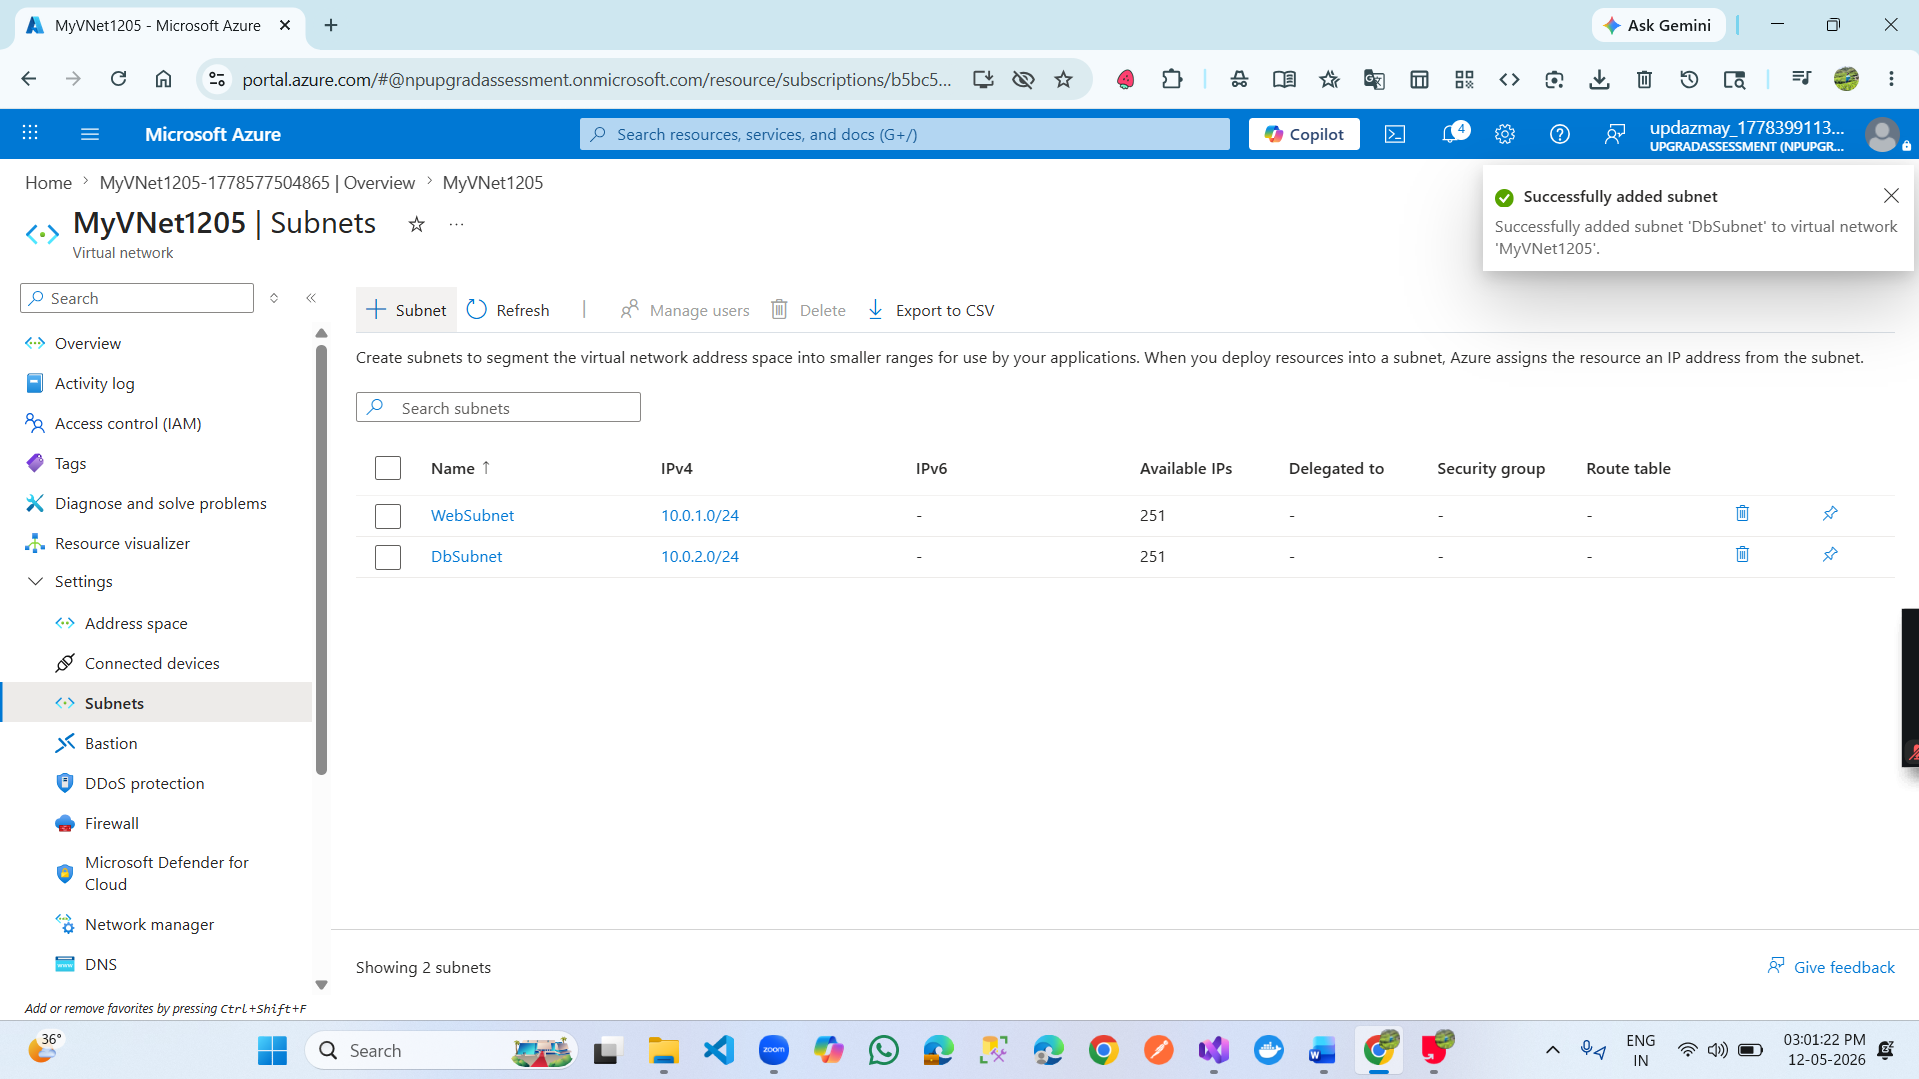 MyVNet1205 - Microsoft Azure
Ask Gemini
portal.azure.com/#@npupgradassessment.onmicrosoft.com/resource/subscriptions/b5bc5...
Microsoft Azure
Search resources, services, and docs (G+/)
Copilot
4
updazmay_1778399113...
UPGRADASSESSMENT (NPUPGR...
Home
MyVNet1205-1778577504865 | Overview
MyVNet1205
MyVNet1205 | Subnets
Virtual network
Successfully added subnet
Successfully added subnet 'DbSubnet' to virtual network
'MyVNet1205'.
Search
Overview
Activity log
Access control (IAM)
Tags
Diagnose and solve problems
Resource visualizer
Settings
Address space
Connected devices
Subnets
Bastion
DDoS protection
Firewall
Microsoft Defender for
Cloud
Network manager
DNS
Add or remove favorites by pressing Ctrl+Shift+F
Subnet
Refresh
Manage users
Delete
Export to CSV
Create subnets to segment the virtual network address space into smaller ranges for use by your applications. When you deploy resources into a subnet, Azure assigns the resource an IP address from the subnet.
Search subnets
Name ↑ IPv4 IPv6 Available IPs Delegated to Security group Route table
WebSubnet 10.0.1.0/24 - 251 - - -
DbSubnet 10.0.2.0/24 - 251 - - -
Showing 2 subnets
Give feedback
36°
Search
zoom
ENG
IN
03:01:22 PM
12-05-2026